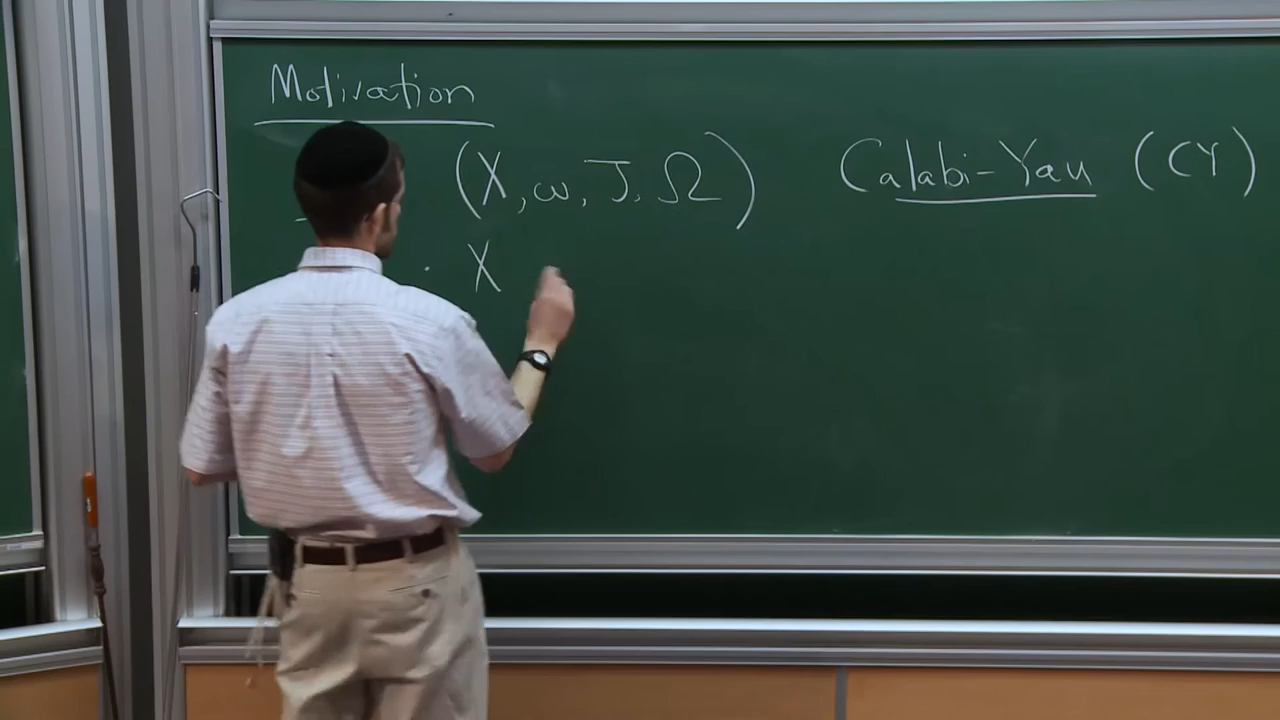 Motivation
(X, ω, J, Ω) Calabi-Yau (CY)
X